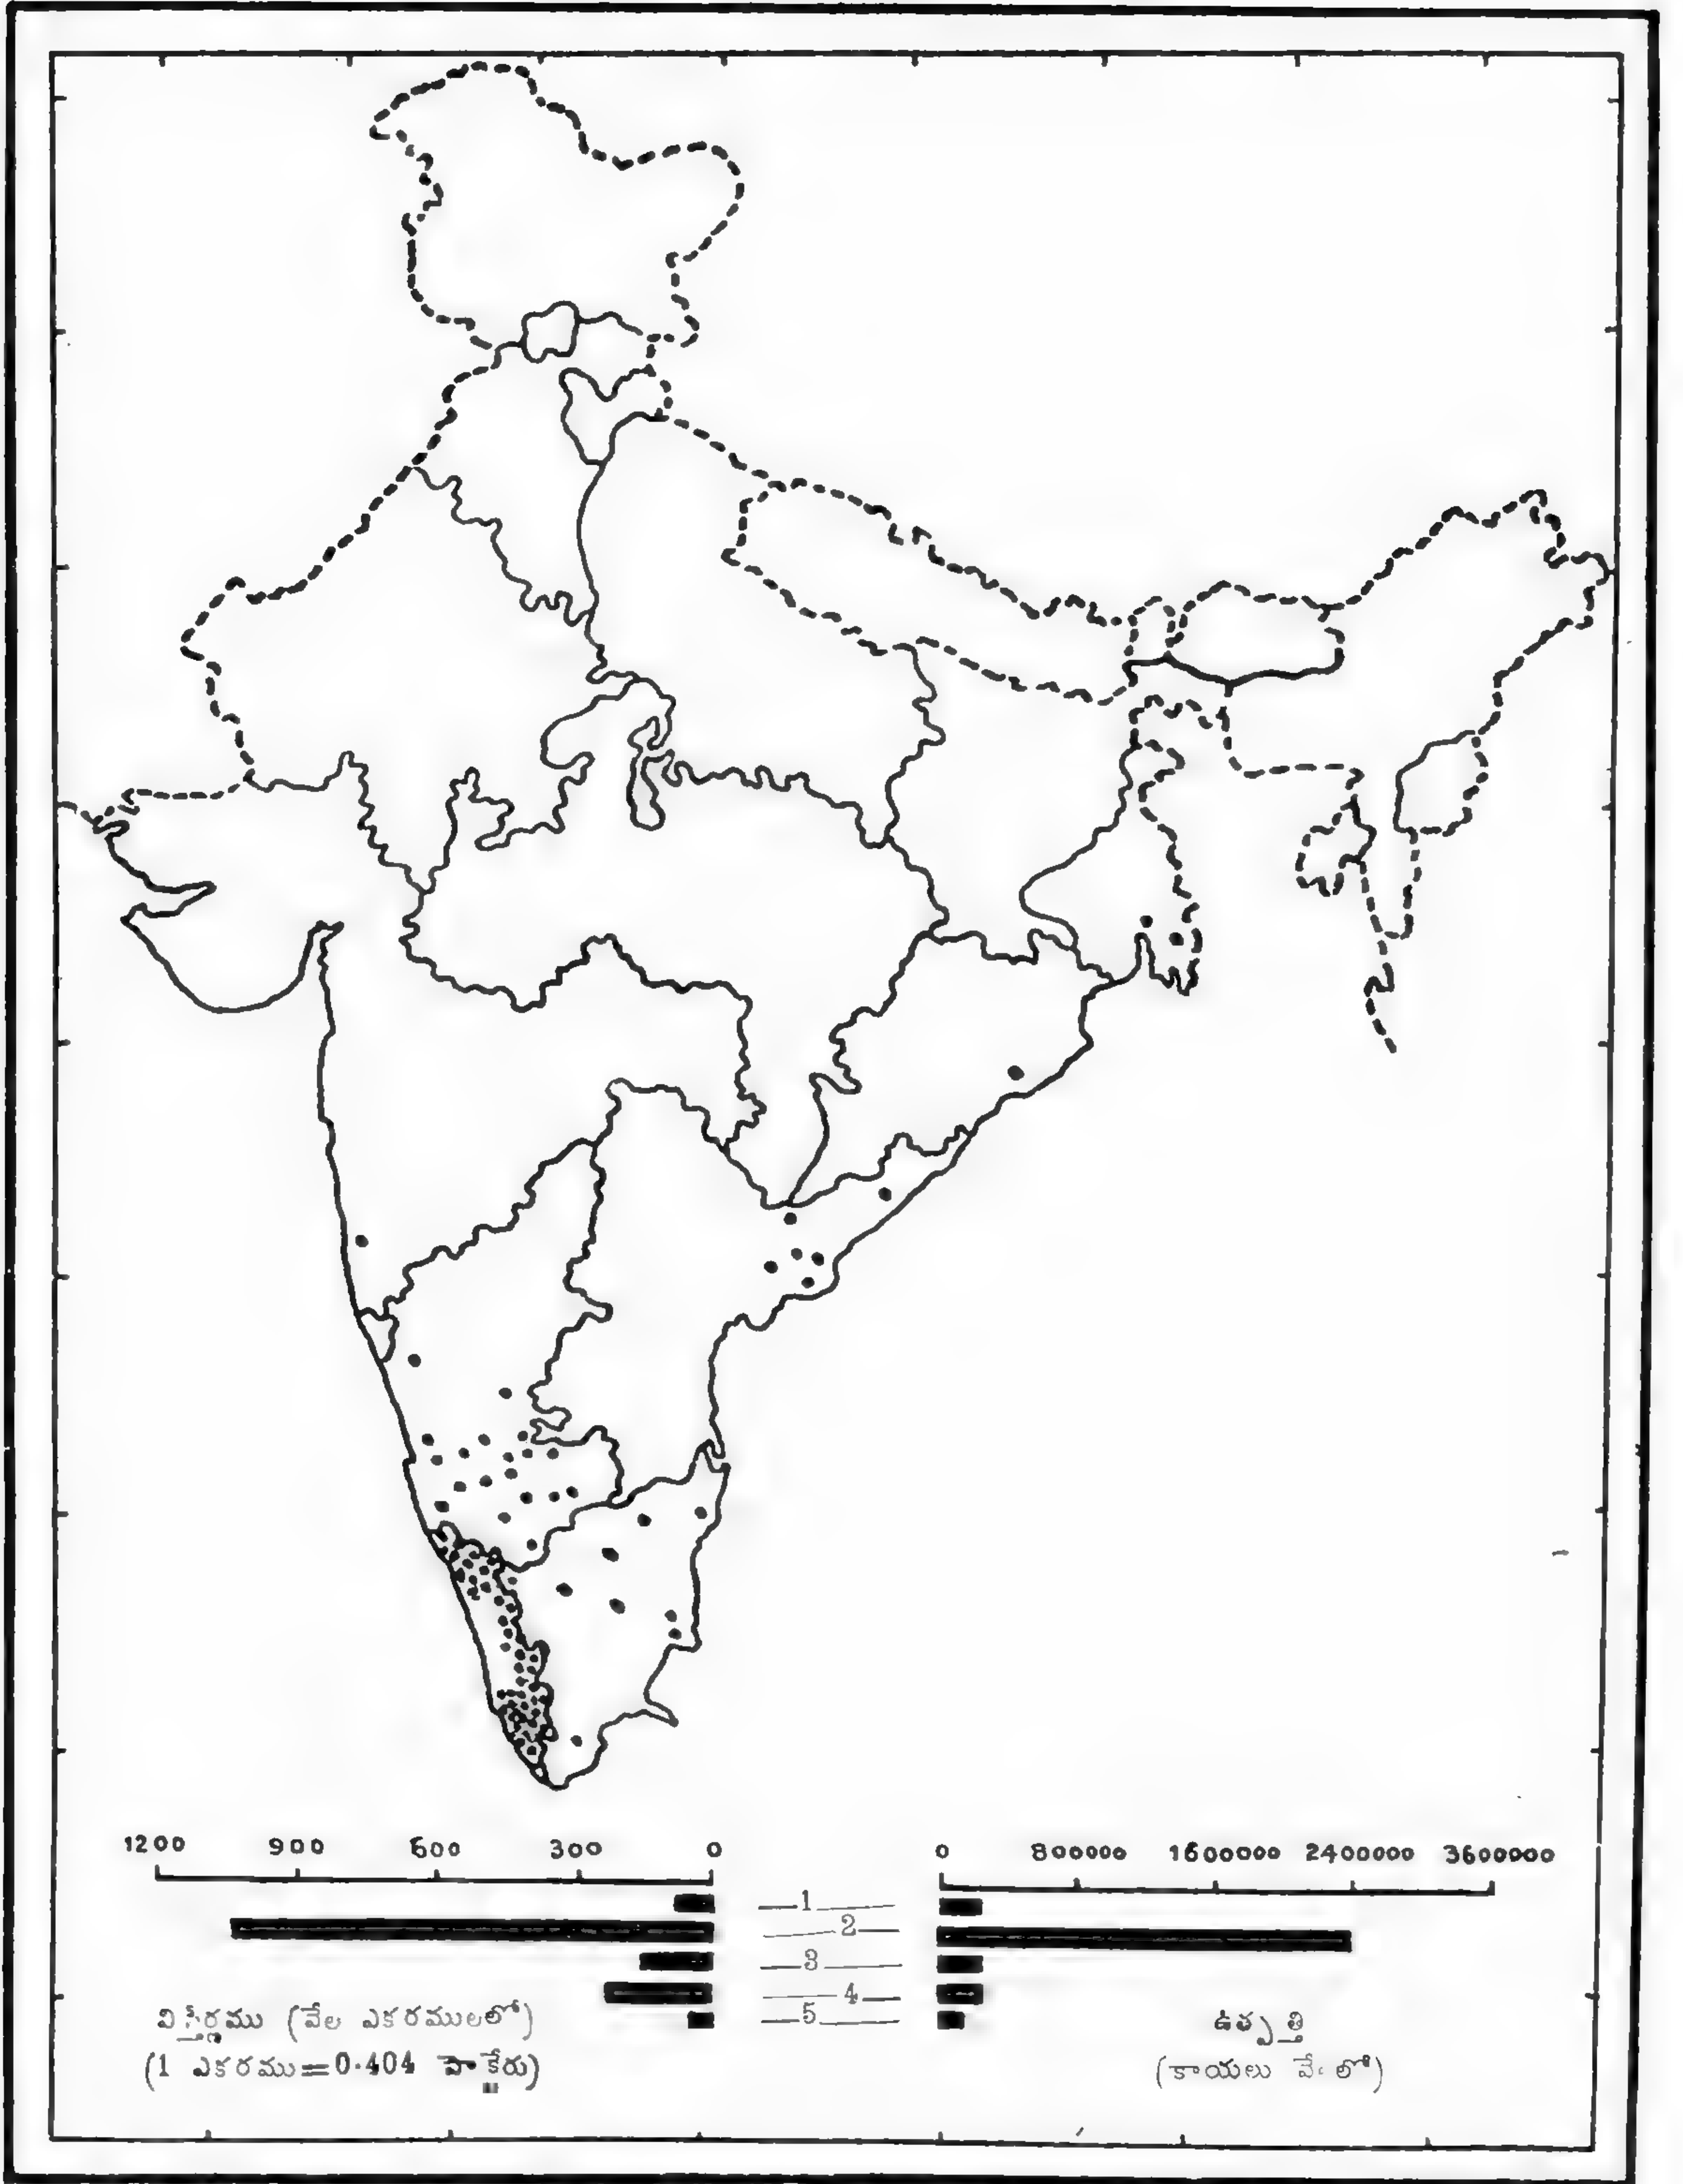 1200 900 600 300 0
0 800000 1600000 2400000 3600000
1
2
3
4
5
విస్తీర్ణము (వేల ఎకరములలో)
(1 ఎకరము=0.404 హెక్టేరు)
ఉత్పత్తి
(కాయలు వేలలో)